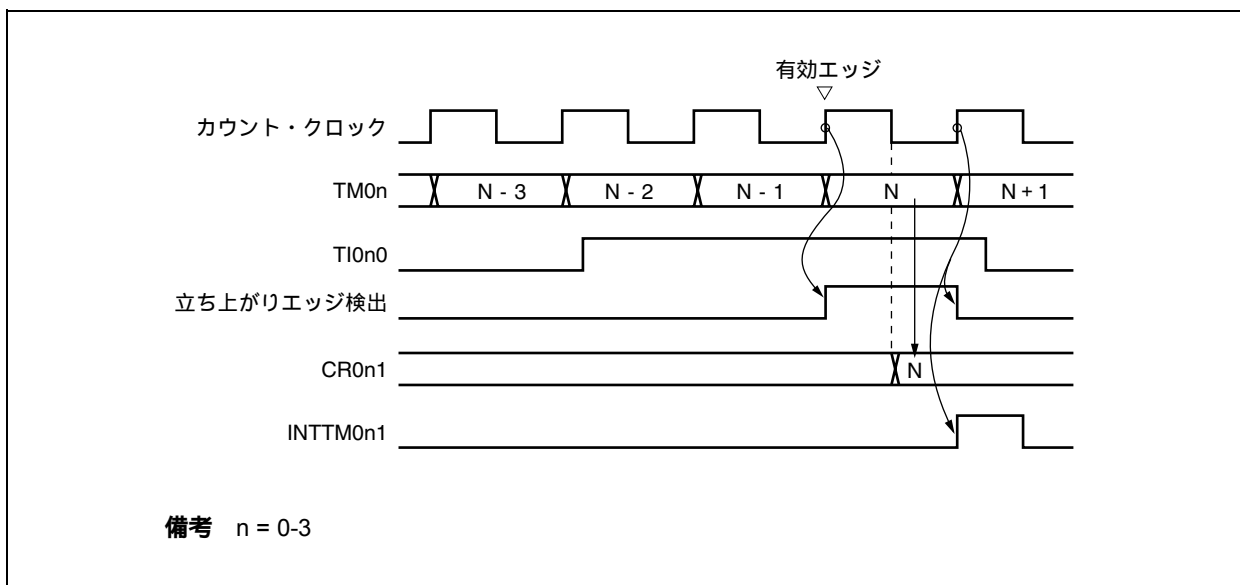 有効エッジ
カウント・クロック
TM0n N - 3 N - 2 N - 1 N N + 1
TI0n0
立ち上がりエッジ検出
CR0n1 N
INTTM0n1
備考 n = 0-3